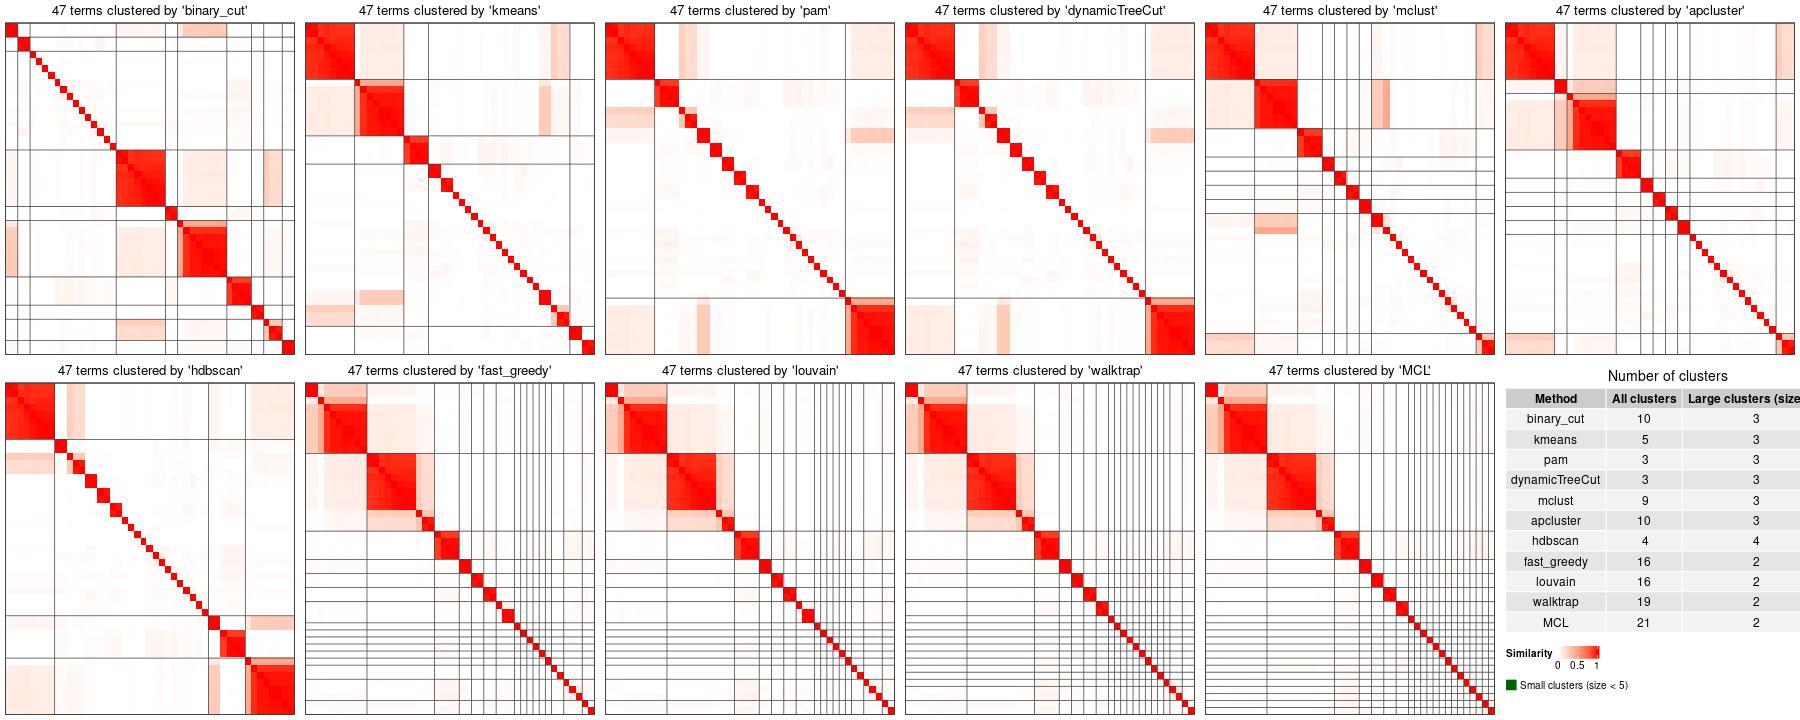 47 terms clustered by 'binary_cut'
47 terms clustered by 'kmeans'
47 terms clustered by 'pam'
47 terms clustered by 'dynamicTreeCut'
47 terms clustered by 'mclust'
47 terms clustered by 'apcluster'
47 terms clustered by 'hdbscan'
47 terms clustered by 'fast_greedy'
47 terms clustered by 'louvain'
47 terms clustered by 'walktrap'
47 terms clustered by 'MCL'
Number of clusters
Method All clusters Large clusters (size
binary_cut 10 3
kmeans 5 3
pam 3 3
dynamicTreeCut 3 3
mclust 9 3
apcluster 10 3
hdbscan 4 4
fast_greedy 16 2
louvain 16 2
walktrap 19 2
MCL 21 2
Similarity
0 0.5 1
Small clusters (size < 5)